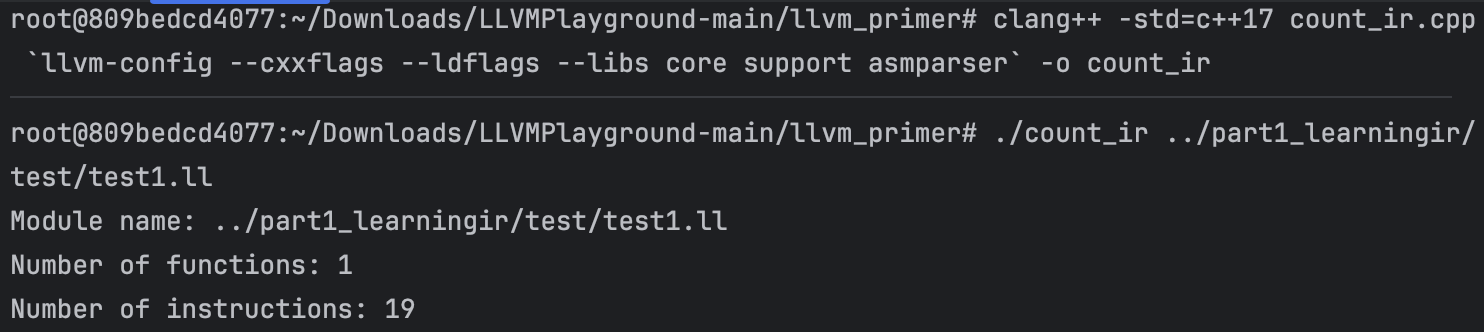 root@809bedcd4077:~/Downloads/LLVMPlayground-main/llvm_primer# clang++ -std=c++17 count_ir.cpp
`llvm-config --cxxflags --ldflags --libs core support asmparser` -o count_ir
root@809bedcd4077:~/Downloads/LLVMPlayground-main/llvm_primer# ./count_ir ../part1_learningir/
test/test1.ll
Module name: ../part1_learningir/test/test1.ll
Number of functions: 1
Number of instructions: 19